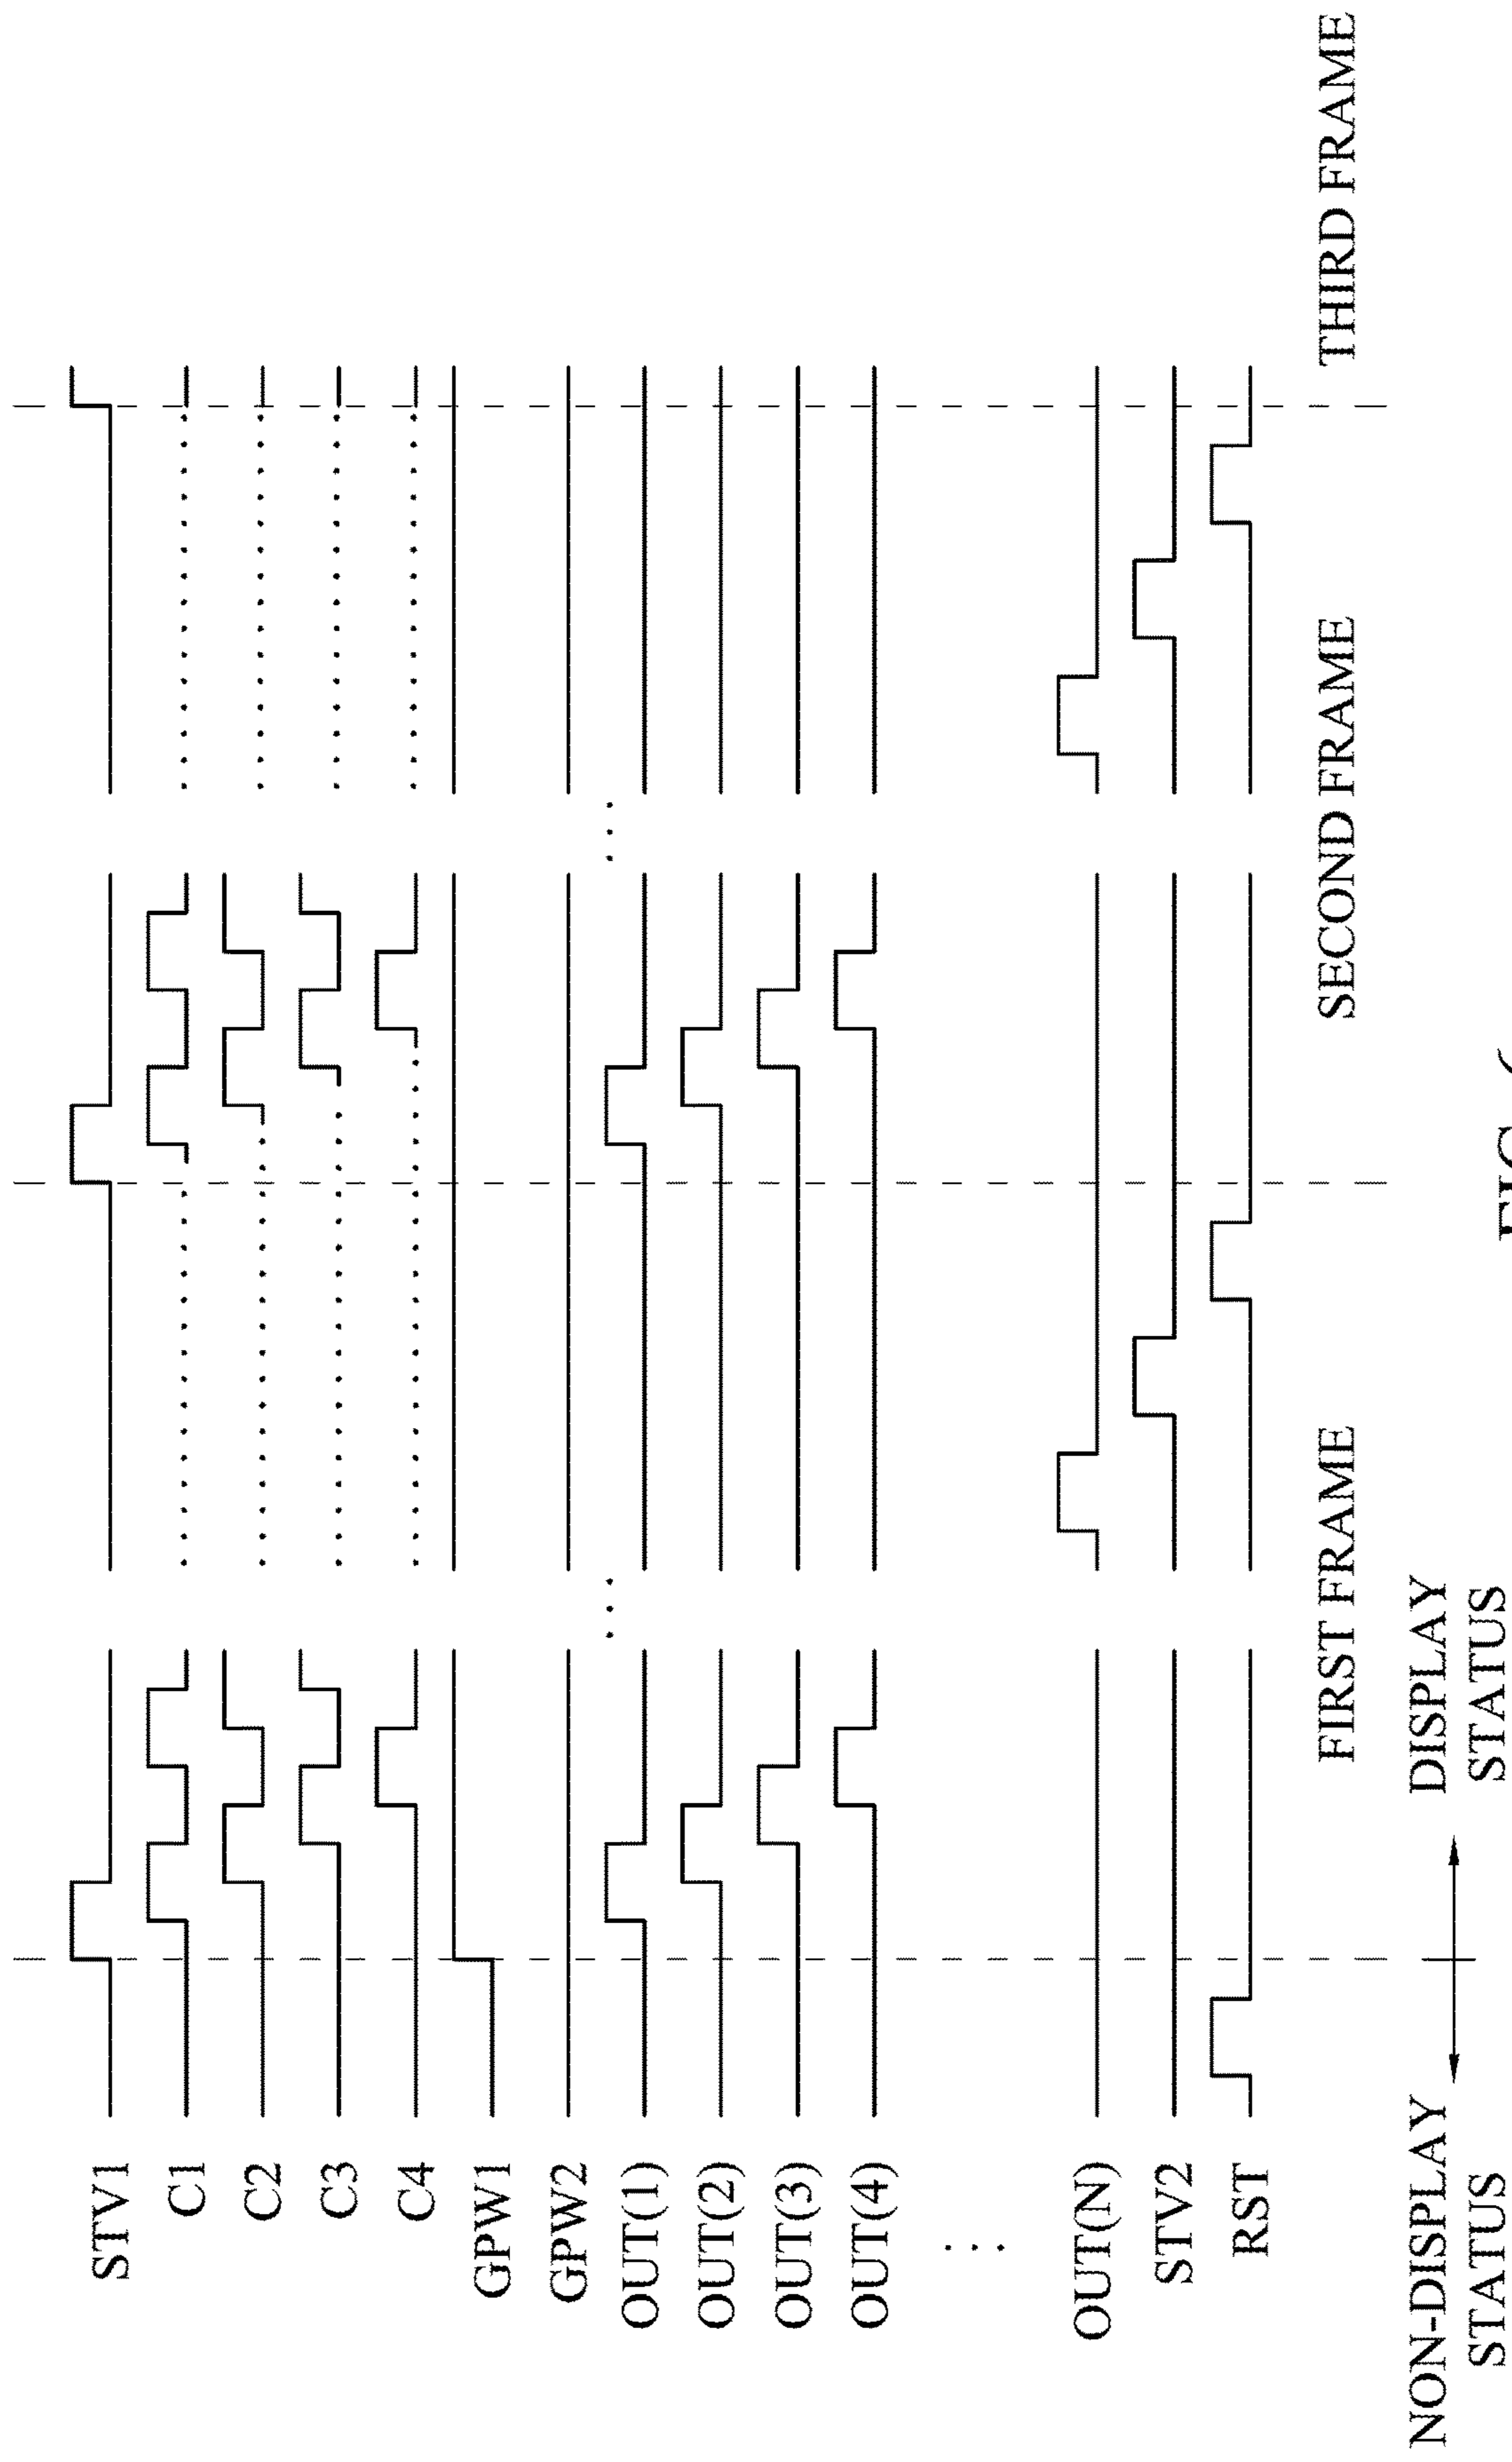 STV1
C1
C2
C3
C4
GPW1
GPW2
OUT(1)
OUT(2)
OUT(3)
OUT(4)
OUT(N)
STV2
RST
FIRST FRAME
SECOND FRAME
THIRD FRAME
NON-DISPLAY
STATUS
DISPLAY
STATUS